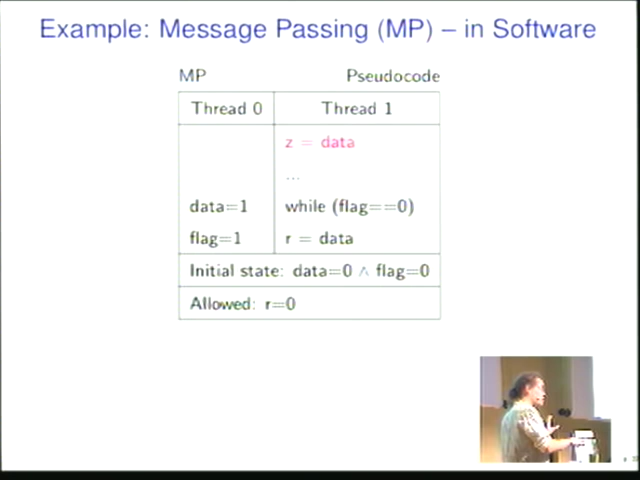 Example: Message Passing (MP) – in Software
MP Pseudocode
Thread 0 Thread 1
z = data
...
data=1 while (flag==0)
flag=1 r = data
Initial state: data=0 ∧ flag=0
Allowed: r=0